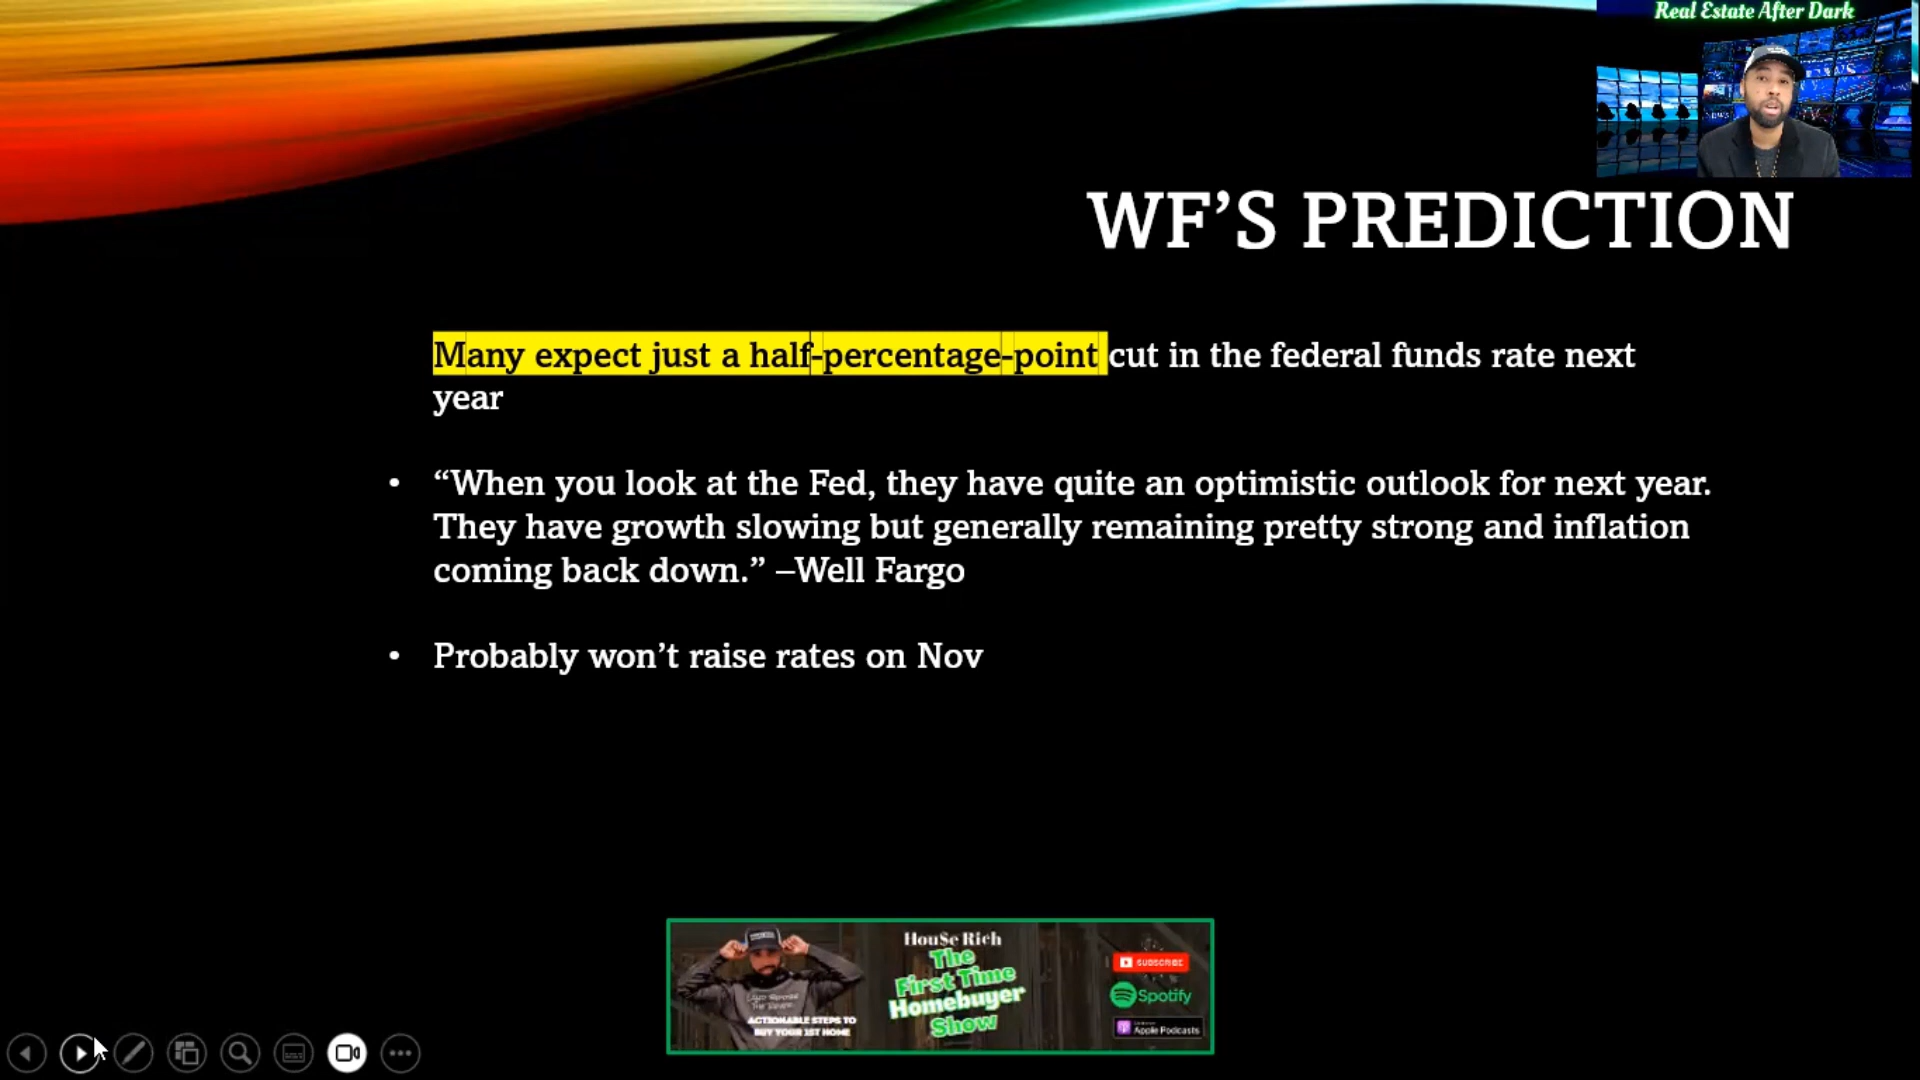 Real Estate After Dark
NEWS
WF’S PREDICTION
Many expect just a half-percentage-point cut in the federal funds rate next
year
• “When you look at the Fed, they have quite an optimistic outlook for next year.
They have growth slowing but generally remaining pretty strong and inflation
coming back down.” –Well Fargo
• Probably won’t raise rates on Nov
Hou$e Rich
The
First Time
Homebuyer
Show
ACTIONABLE STEPS TO
BUY YOUR 1ST HOME
SUBSCRIBE
Spotify
Apple Podcasts